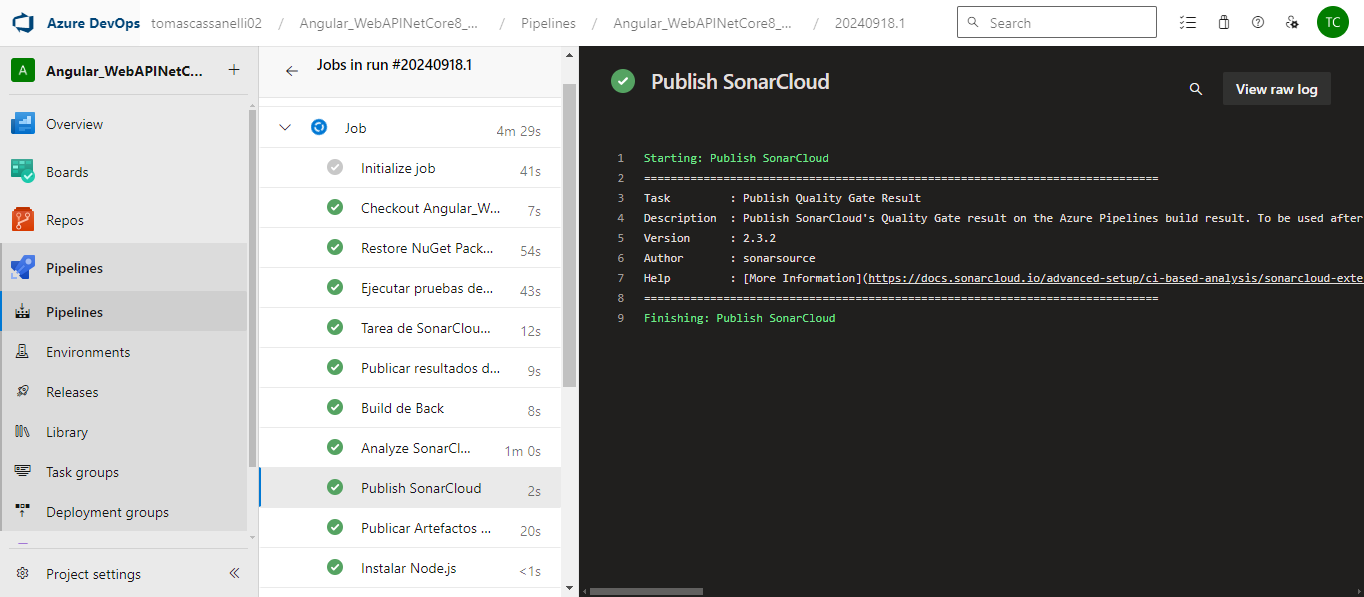 Azure DevOps tomascassanelli02 / Angular_WebAPINetCore8_... / Pipelines / Angular_WebAPINetCore8_... / 20240918.1 Search TC
A Angular_WebAPINetC... +
Overview
Boards
Repos
Pipelines
Pipelines
Environments
Releases
Library
Task groups
Deployment groups
Project settings
Jobs in run #20240918.1
Job 4m 29s
Initialize job 41s
Checkout Angular_W... 7s
Restore NuGet Pack... 54s
Ejecutar pruebas de... 43s
Tarea de SonarClou... 12s
Publicar resultados d... 9s
Build de Back 8s
Analyze SonarCl... 1m 0s
Publish SonarCloud 2s
Publicar Artefactos ... 20s
Instalar Node.js <1s
Publish SonarCloud
View raw log
1 Starting: Publish SonarCloud
2 ==============================================================================
3 Task : Publish Quality Gate Result
4 Description : Publish SonarCloud's Quality Gate result on the Azure Pipelines build result. To be used after
5 Version : 2.3.2
6 Author : sonarsource
7 Help : [More Information](https://docs.sonarcloud.io/advanced-setup/ci-based-analysis/sonarcloud-exte
8 ==============================================================================
9 Finishing: Publish SonarCloud